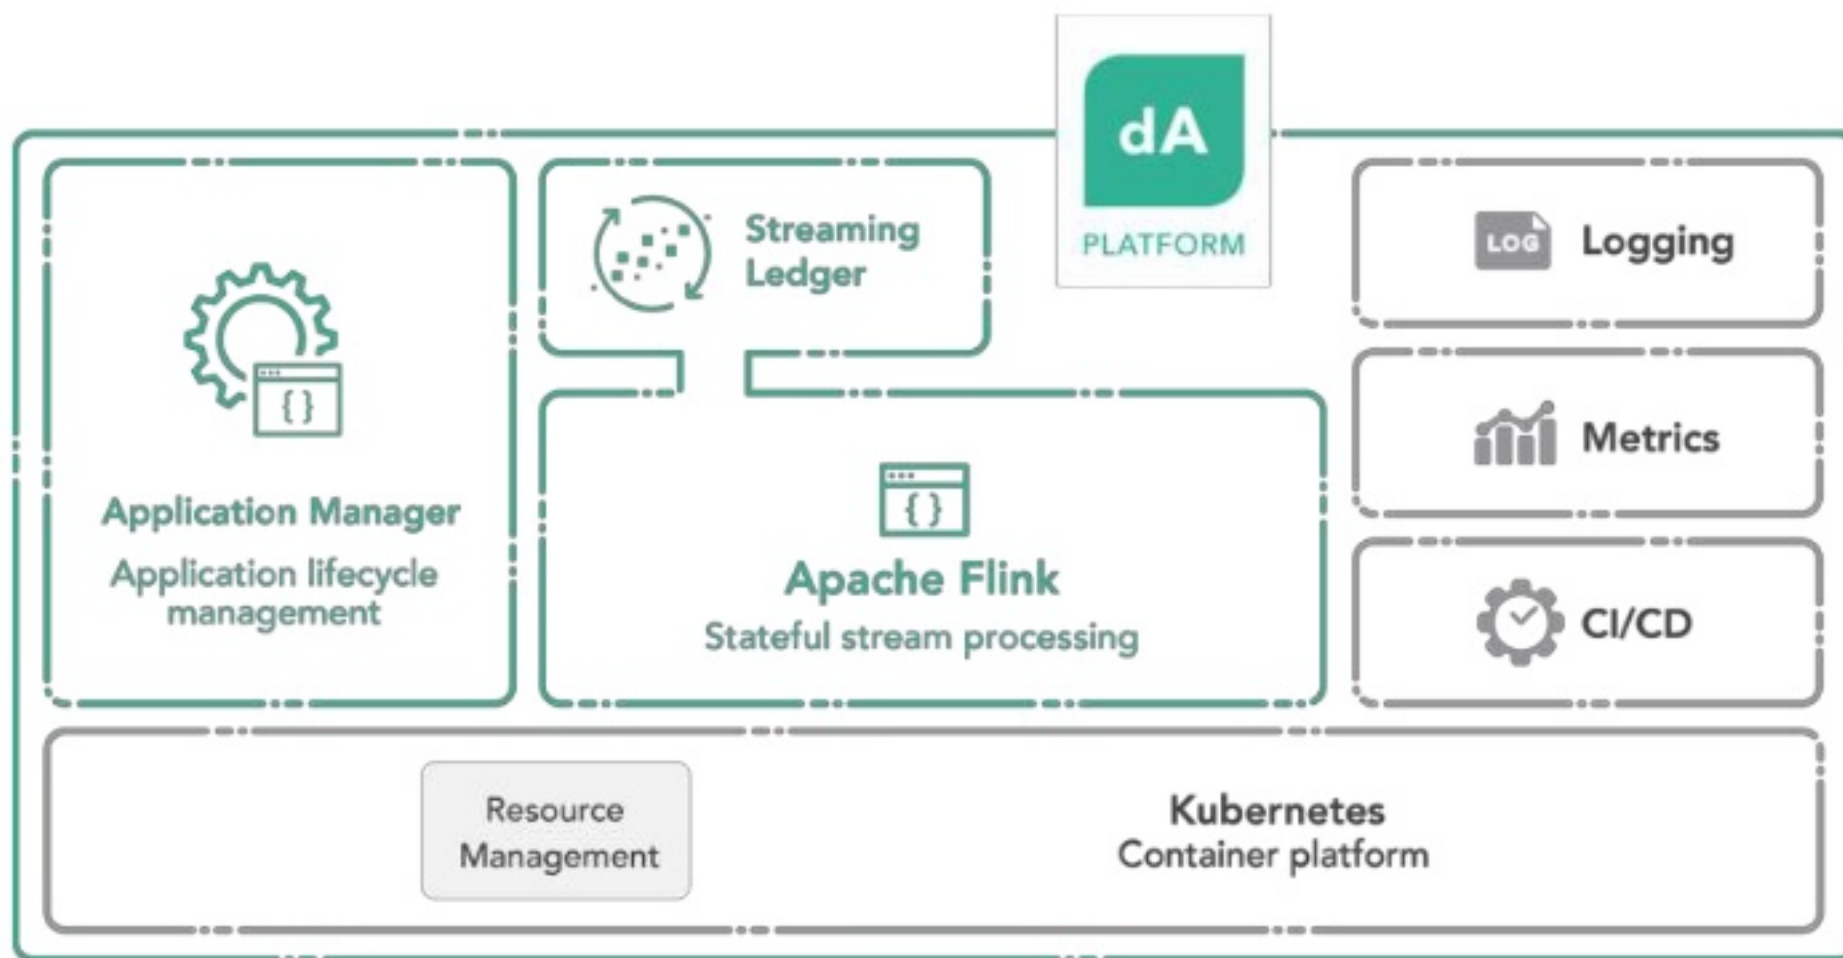 dA
PLATFORM
Application Manager
Application lifecycle
management
Streaming
Ledger
{}
Apache Flink
Stateful stream processing
{}
LOG
Logging
Metrics
CI/CD
Resource
Management
Kubernetes
Container platform